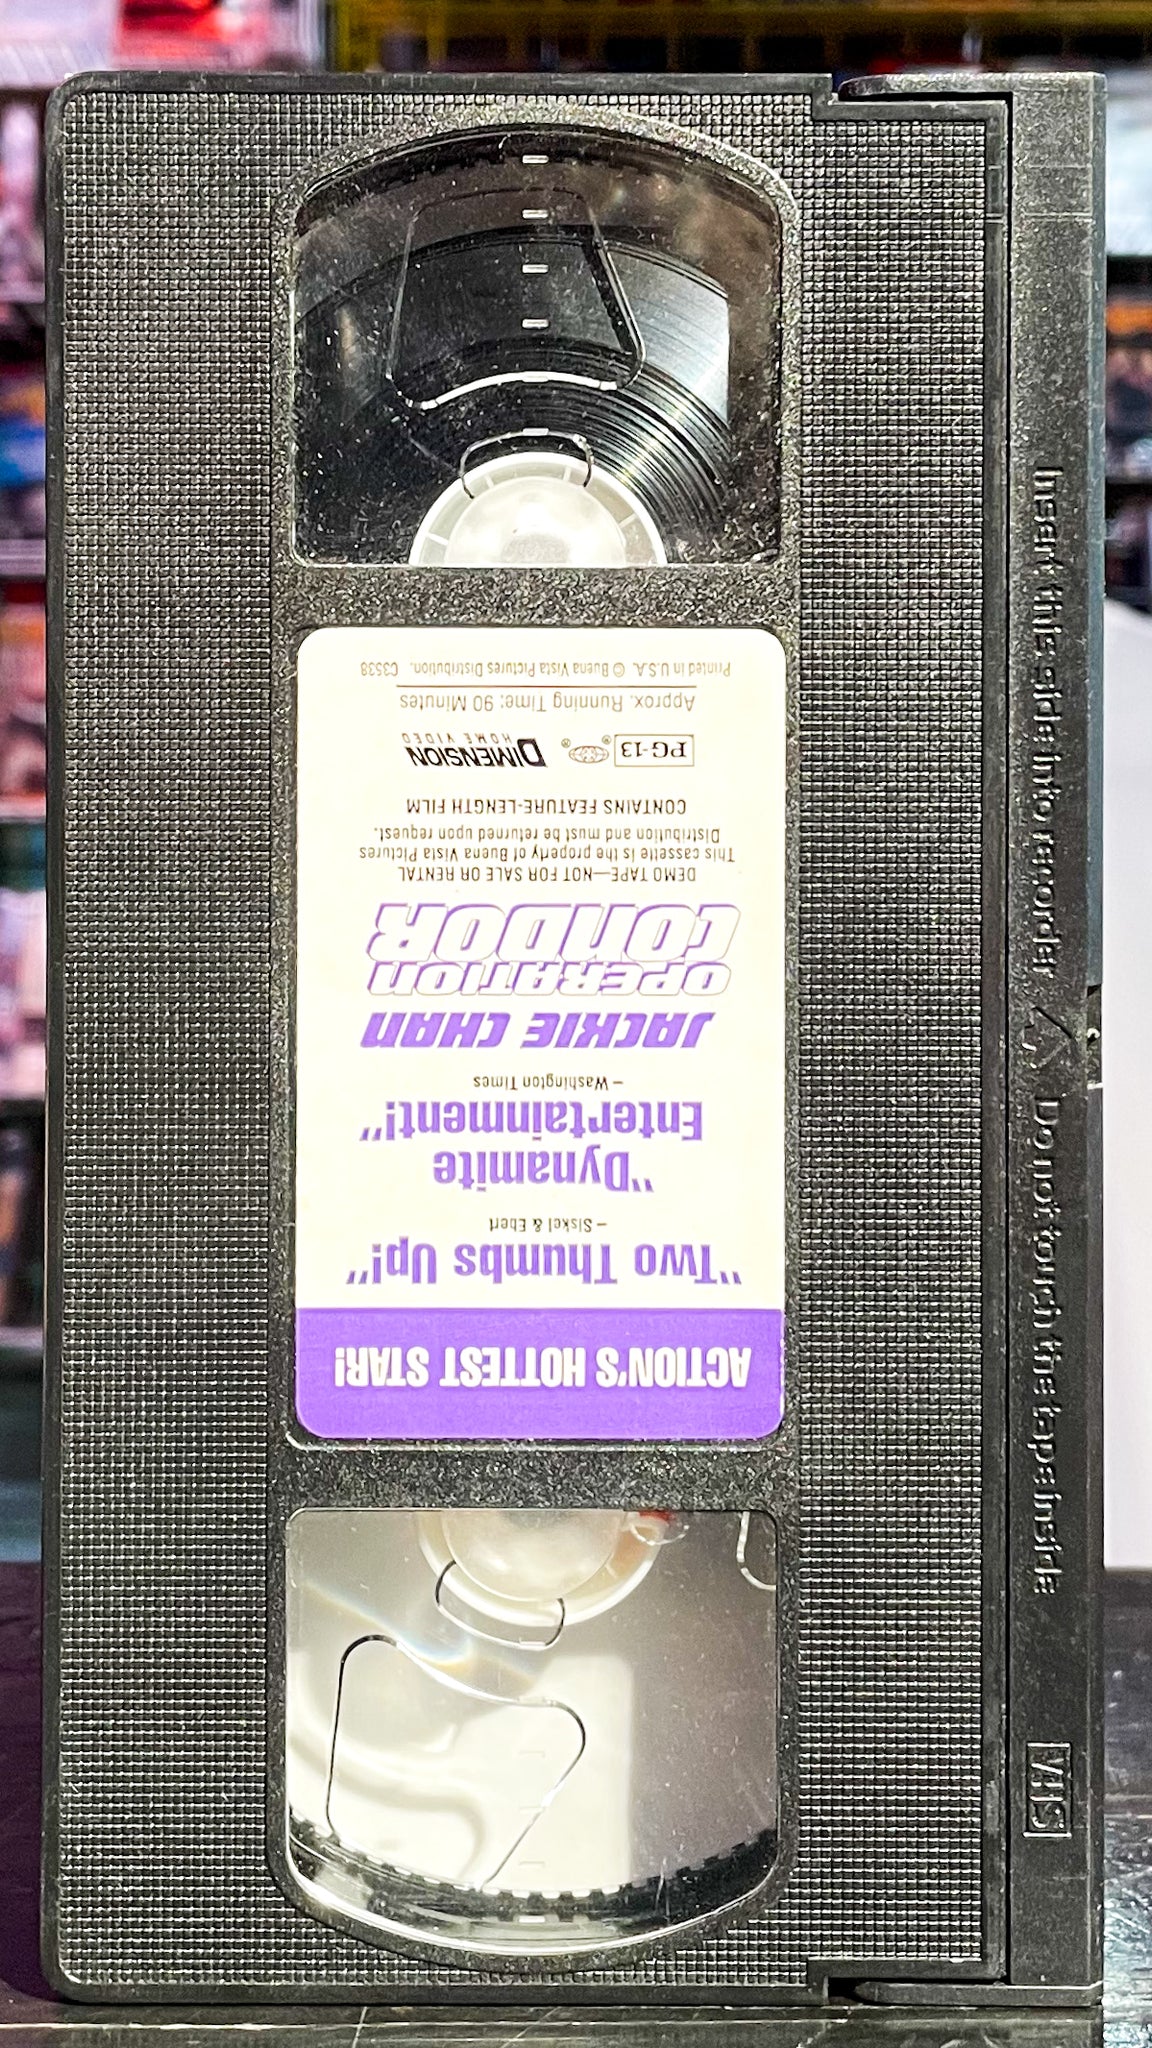 ACTION'S HOTTEST STAR!
"Two Thumbs Up!"
– Siskel & Ebert
"Dynamite
Entertainment!"
– Washington Times
JACKIE CHAN
OPERATION
CONDOR
DEMO TAPE—NOT FOR SALE OR RENTAL
This cassette is the property of Buena Vista Pictures
Distribution and must be returned upon request.
CONTAINS FEATURE-LENGTH FILM
PG-13 ® ® DIMENSION
HOME VIDEO
Approx. Running Time: 90 Minutes
Printed in U.S.A. © Buena Vista Pictures Distribution. C3538
Insert this side into recorder △ Do not touch the tape inside
VHS